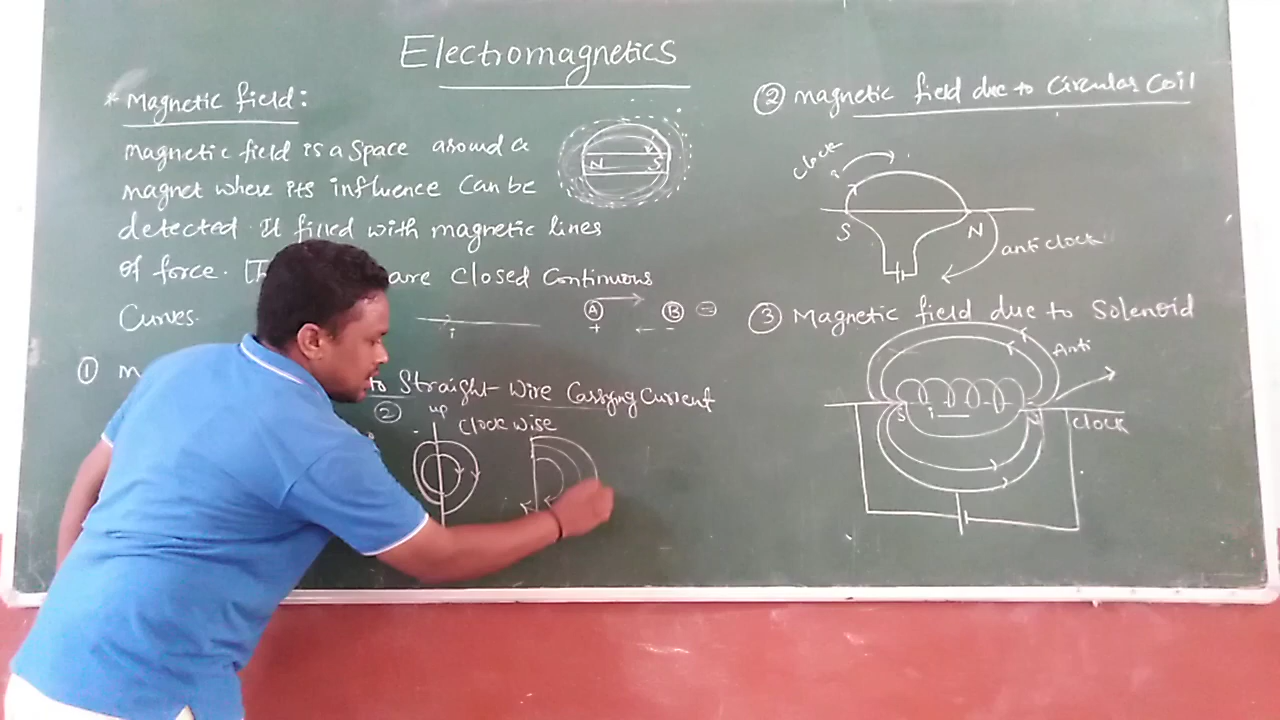 Electromagnetics
* Magnetic field:
Magnetic field is a Space around a
magnet where its influence Can be
detected. It filled with magnetic lines
of force. are Closed Continuous
Curves.
N S
i
A B
+ -
① M to Straight Wire Carrying Current
②
up
Clock wise
② magnetic field due to Circular Coil
clock
S N
anti clock
③ Magnetic field due to Solenoid
Anti
S i N
clock